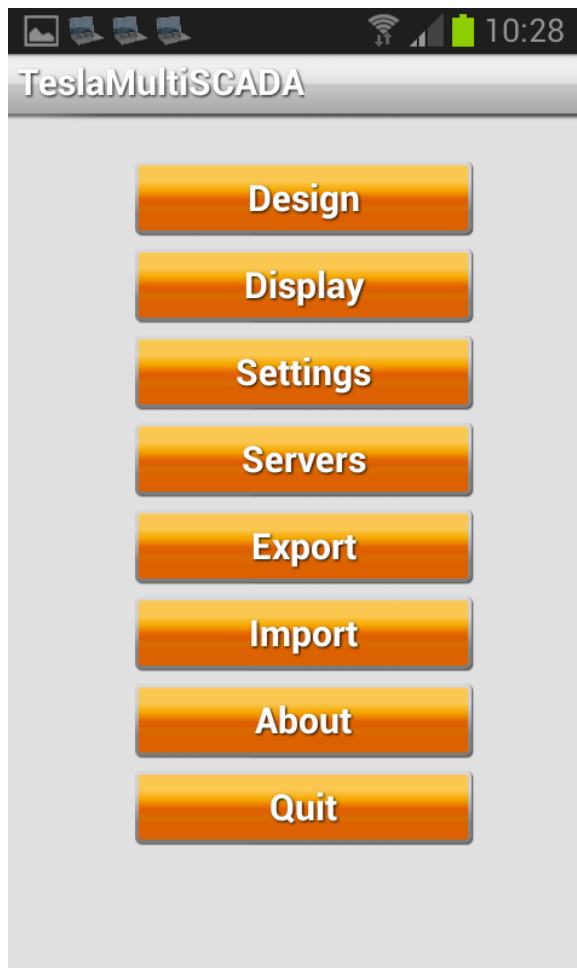 10:28
TeslaMultiSCADA
Design
Display
Settings
Servers
Export
Import
About
Quit